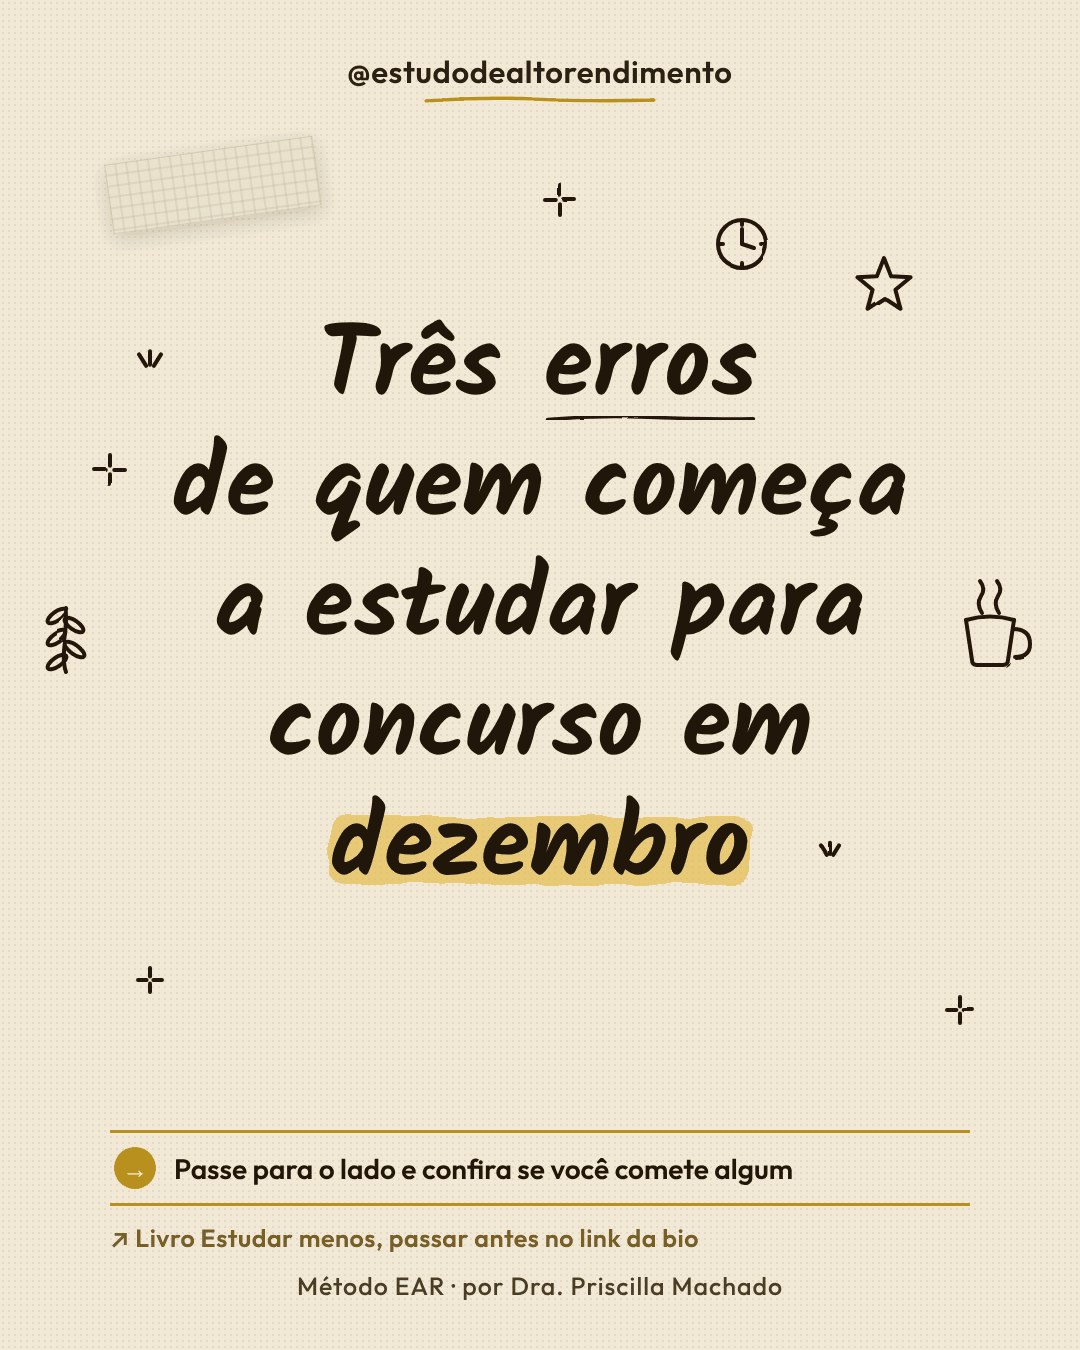 @estudodealtorendimento
Três erros
de quem começa
a estudar para
concurso em
dezembro
→ Passe para o lado e confira se você comete algum
↗ Livro Estudar menos, passar antes no link da bio
Método EAR · por Dra. Priscilla Machado